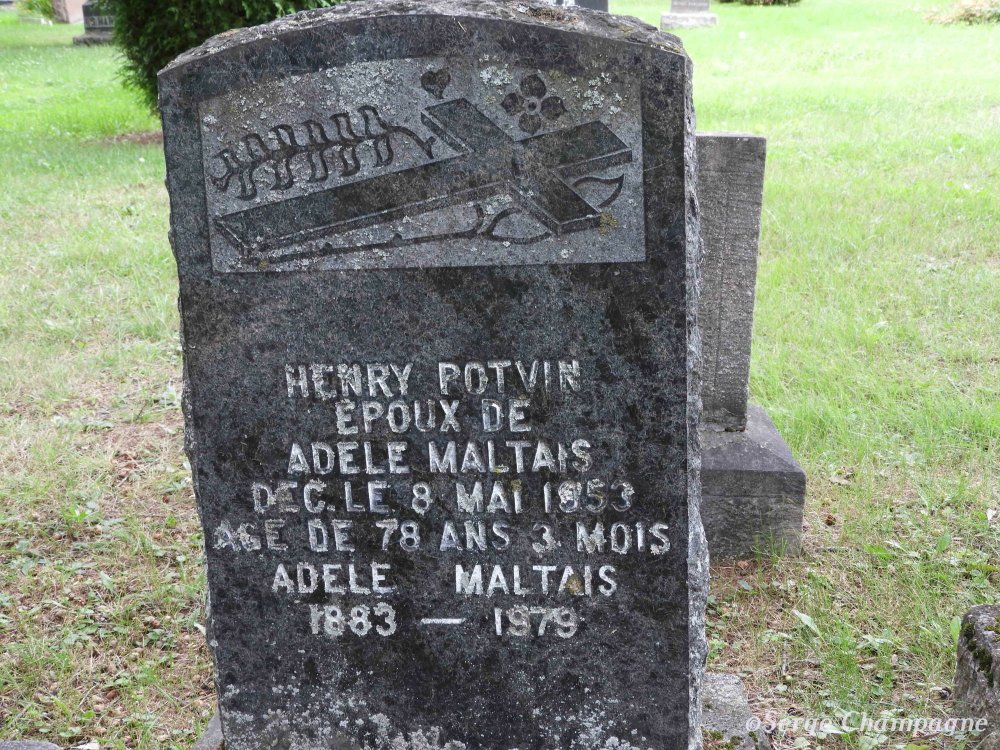 HENRY POTVIN
EPOUX DE
ADELE MALTAIS
DEC. LE 8 MAI 1953
AGE DE 78 ANS 3 MOIS
ADELE MALTAIS
1883 — 1979
©Serge Champagne